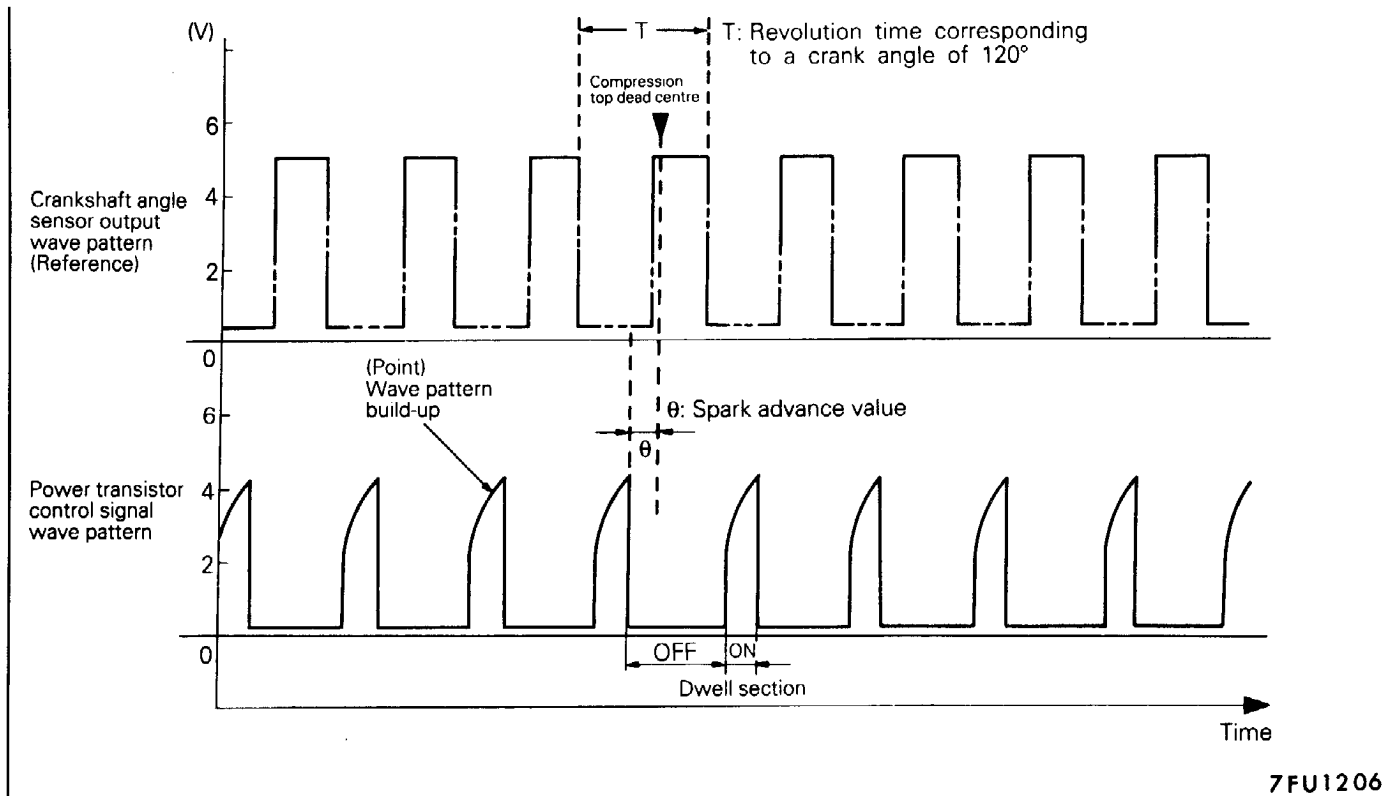 (V)
T
T: Revolution time corresponding
to a crank angle of 120°
Compression
top dead centre
6
4
2
0
Crankshaft angle
sensor output
wave pattern
(Reference)
(Point)
Wave pattern
build-up
θ: Spark advance value
θ
6
4
2
0
Power transistor
control signal
wave pattern
OFF
ON
Dwell section
Time
7FU1206